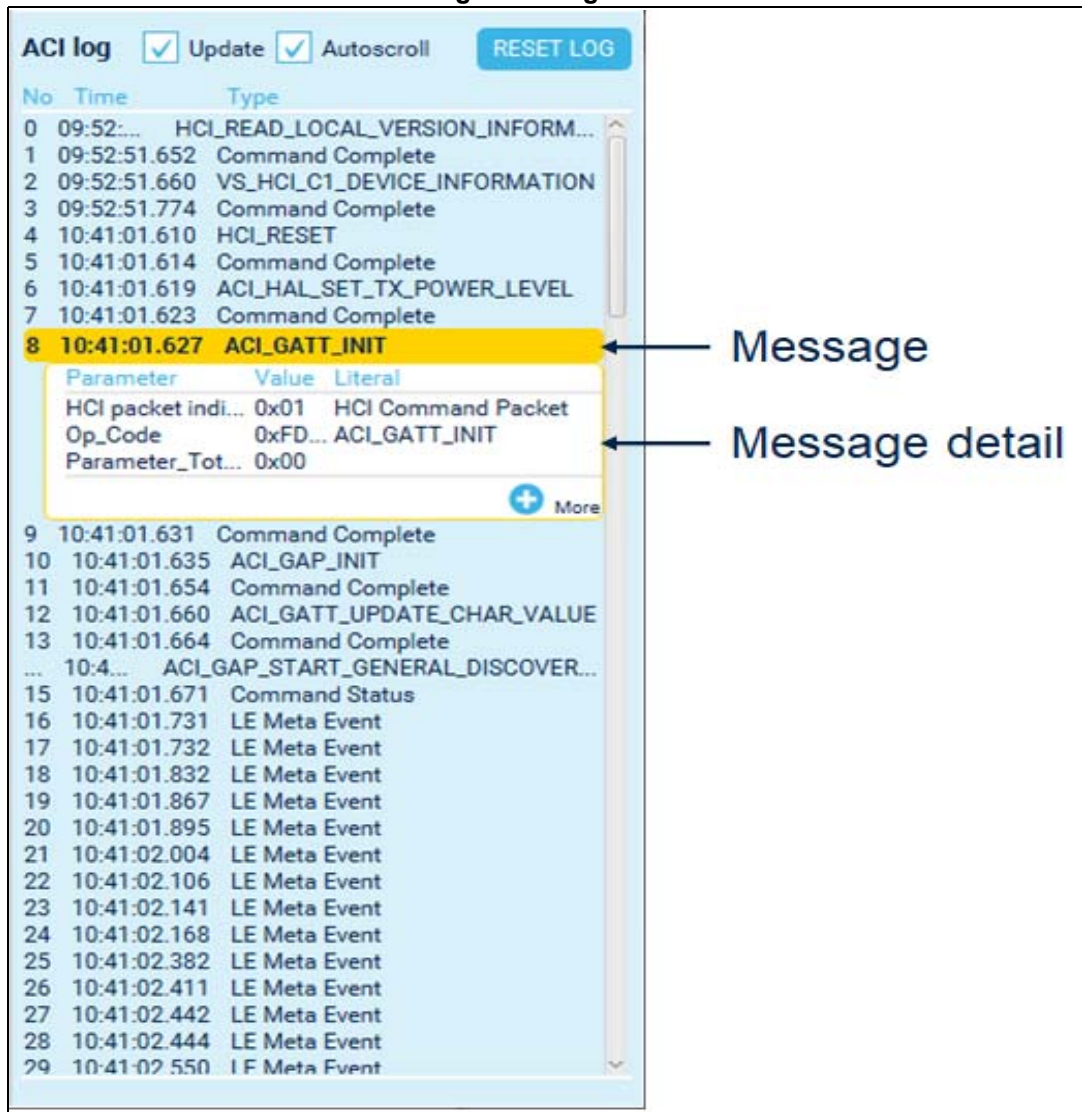 ACI log Update Autoscroll RESET LOG
No Time Type
0 09:52:... HCI_READ_LOCAL_VERSION_INFORM...
1 09:52:51.652 Command Complete
2 09:52:51.660 VS_HCI_C1_DEVICE_INFORMATION
3 09:52:51.774 Command Complete
4 10:41:01.610 HCI_RESET
5 10:41:01.614 Command Complete
6 10:41:01.619 ACI_HAL_SET_TX_POWER_LEVEL
7 10:41:01.623 Command Complete
8 10:41:01.627 ACI_GATT_INIT Message
Parameter Value Literal
HCI packet indi... 0x01 HCI Command Packet
Op_Code 0xFD... ACI_GATT_INIT Message detail
Parameter_Tot... 0x00
More
9 10:41:01.631 Command Complete
10 10:41:01.635 ACI_GAP_INIT
11 10:41:01.654 Command Complete
12 10:41:01.660 ACI_GATT_UPDATE_CHAR_VALUE
13 10:41:01.664 Command Complete
... 10:4... ACI_GAP_START_GENERAL_DISCOVER...
15 10:41:01.671 Command Status
16 10:41:01.731 LE Meta Event
17 10:41:01.732 LE Meta Event
18 10:41:01.832 LE Meta Event
19 10:41:01.867 LE Meta Event
20 10:41:01.895 LE Meta Event
21 10:41:02.004 LE Meta Event
22 10:41:02.106 LE Meta Event
23 10:41:02.141 LE Meta Event
24 10:41:02.168 LE Meta Event
25 10:41:02.382 LE Meta Event
26 10:41:02.411 LE Meta Event
27 10:41:02.442 LE Meta Event
28 10:41:02.444 LE Meta Event
29 10:41:02.550 LE Meta Event